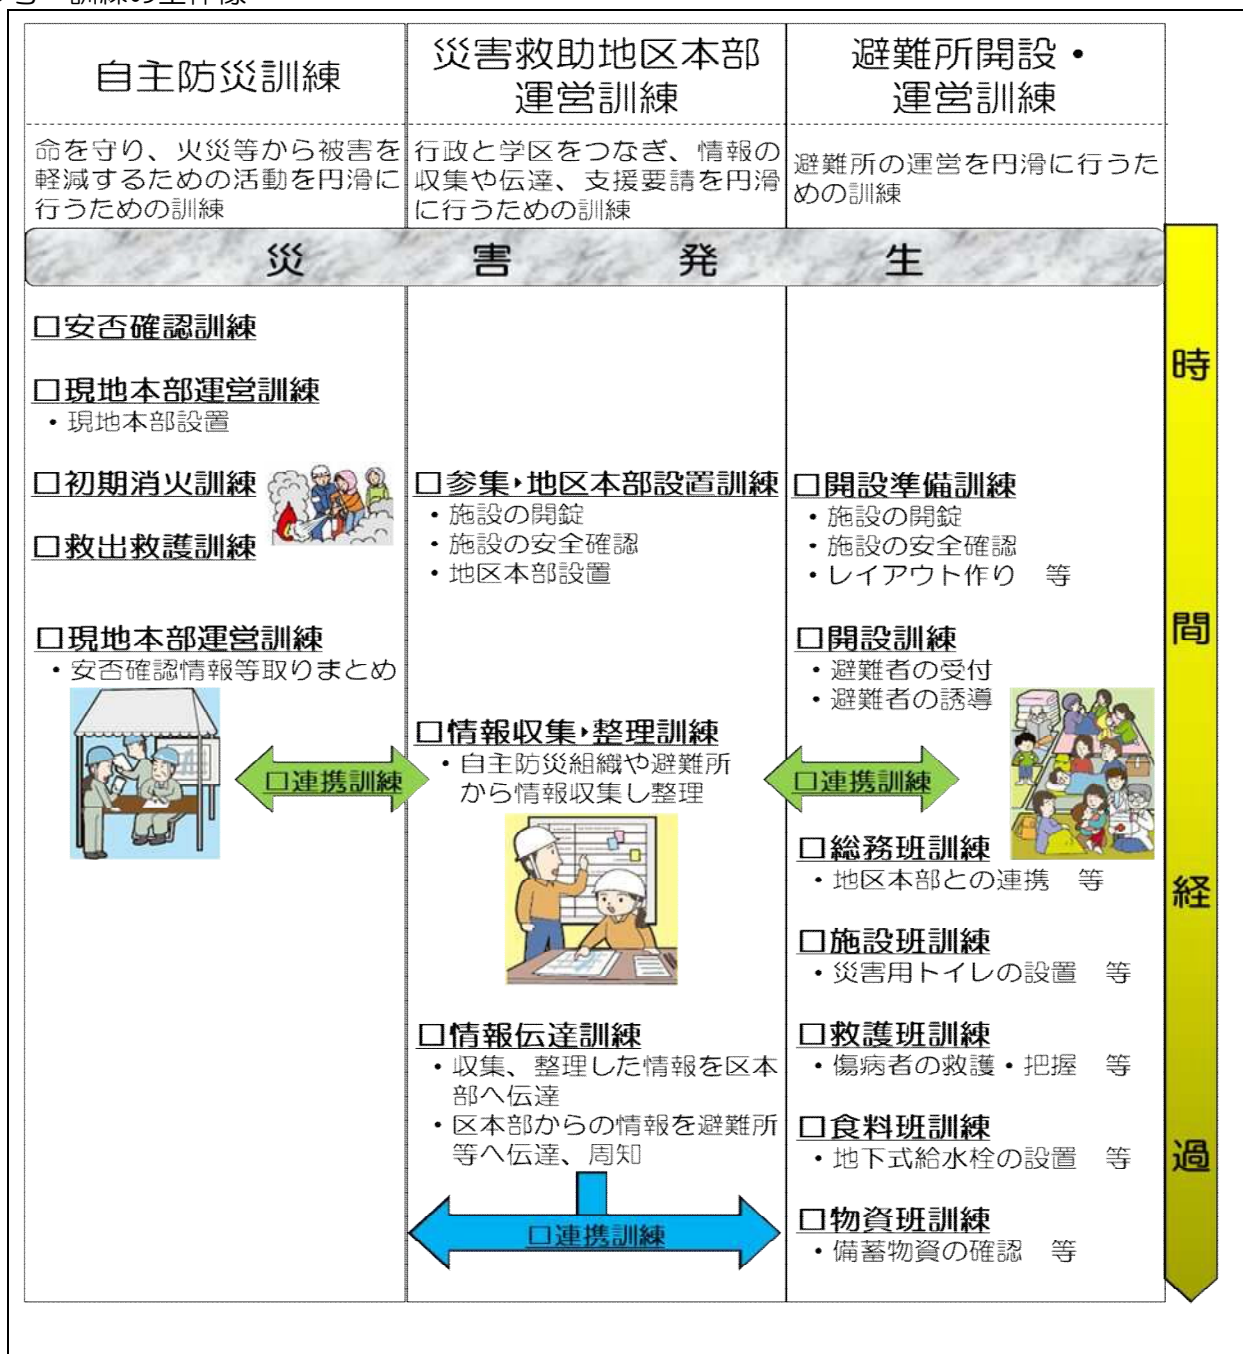 自主防災訓練
命を守り、火災等から被害を
軽減するための活動を円滑に
行うための訓練
災害救助地区本部
運営訓練
行政と学区をつなぎ、情報の
収集や伝達、支援要請を円滑
に行うための訓練
避難所開設・
運営訓練
避難所の運営を円滑に行うた
めの訓練
災害発生
□安否確認訓練
□現地本部運営訓練
・現地本部設置
□初期消火訓練
□救出救護訓練
□現地本部運営訓練
・安否確認情報等取りまとめ
□連携訓練
□参集・地区本部設置訓練
・施設の開錠
・施設の安全確認
・地区本部設置
□情報収集・整理訓練
・自主防災組織や避難所
から情報収集し整理
□情報伝達訓練
・収集、整理した情報を区本
部へ伝達
・区本部からの情報を避難所
等へ伝達、周知
□連携訓練
□開設準備訓練
・施設の開錠
・施設の安全確認
・レイアウト作り　等
□開設訓練
・避難者の受付
・避難者の誘導
□連携訓練
□総務班訓練
・地区本部との連携　等
□施設班訓練
・災害用トイレの設置　等
□救護班訓練
・傷病者の救護・把握　等
□食料班訓練
・地下式給水栓の設置　等
□物資班訓練
・備蓄物資の確認　等
時間経過